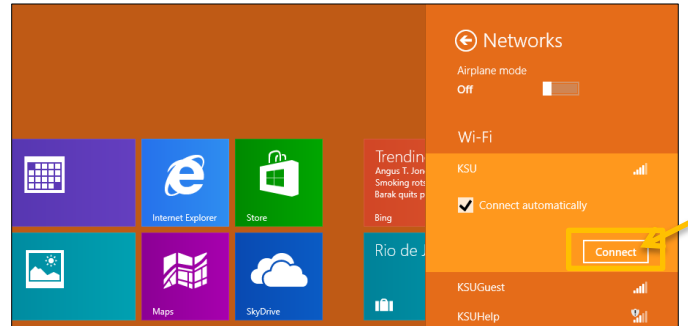 Networks
Airplane mode
Off
Wi-Fi
KSU
Connect automatically
Connect
KSUGuest
KSUHelp
Internet Explorer
Store
Maps
SkyDrive
Trendin
Angus T. Jon
Smoking rots
Barak quits p
Bing
Rio de J